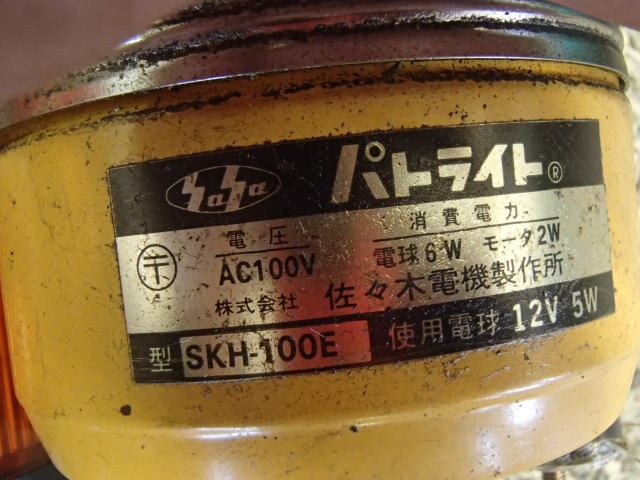 SaSa パトライト®
電圧 消費電力
〒 AC100V 電球6W モータ2W
株式会社 佐々木電機製作所
型 SKH-100E 使用電球 12V 5W